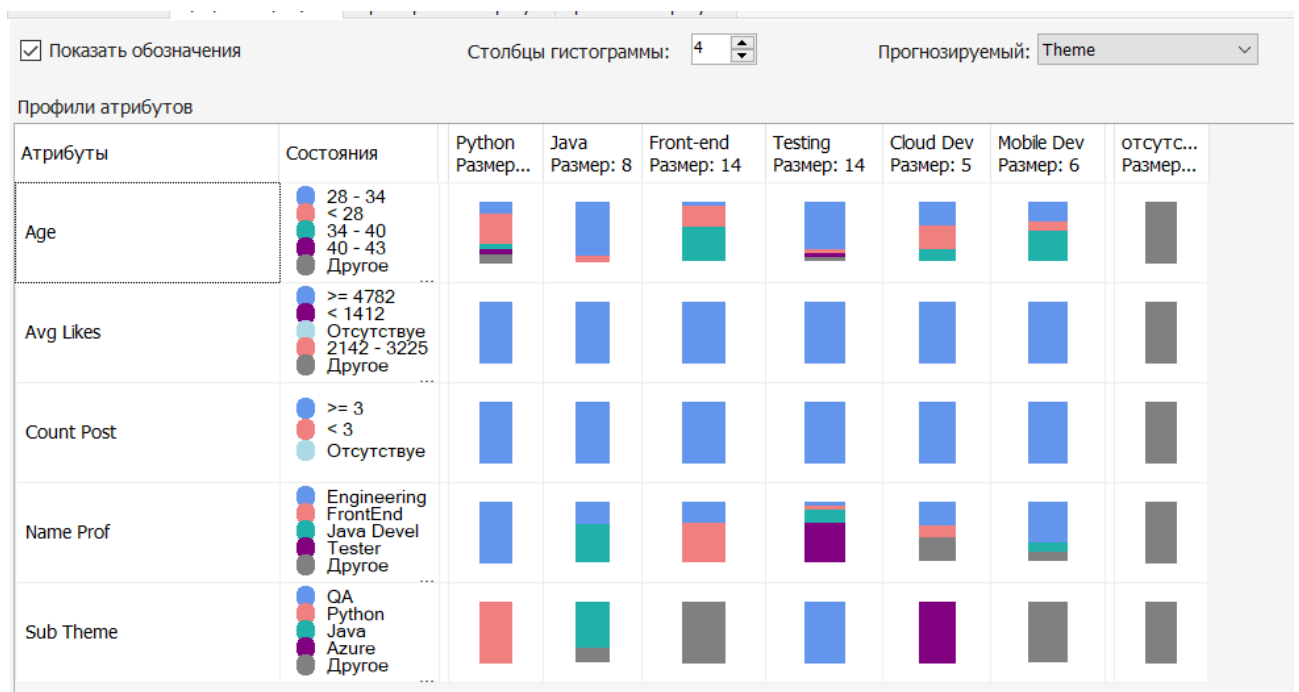 Показать обозначения
Столбцы гистограммы: 4
Прогнозируемый: Theme
Профили атрибутов
Атрибуты Состояния Python Java Front-end Testing Cloud Dev Mobile Dev отсутс...
Размер... Размер: 8 Размер: 14 Размер: 14 Размер: 5 Размер: 6 Размер...
Age
28 - 34
< 28
34 - 40
40 - 43
Другое
...
Avg Likes
>= 4782
< 1412
Отсутствуе
2142 - 3225
Другое
...
Count Post
>= 3
< 3
Отсутствуе
Name Prof
Engineering
FrontEnd
Java Devel
Tester
Другое
...
Sub Theme
QA
Python
Java
Azure
Другое
...